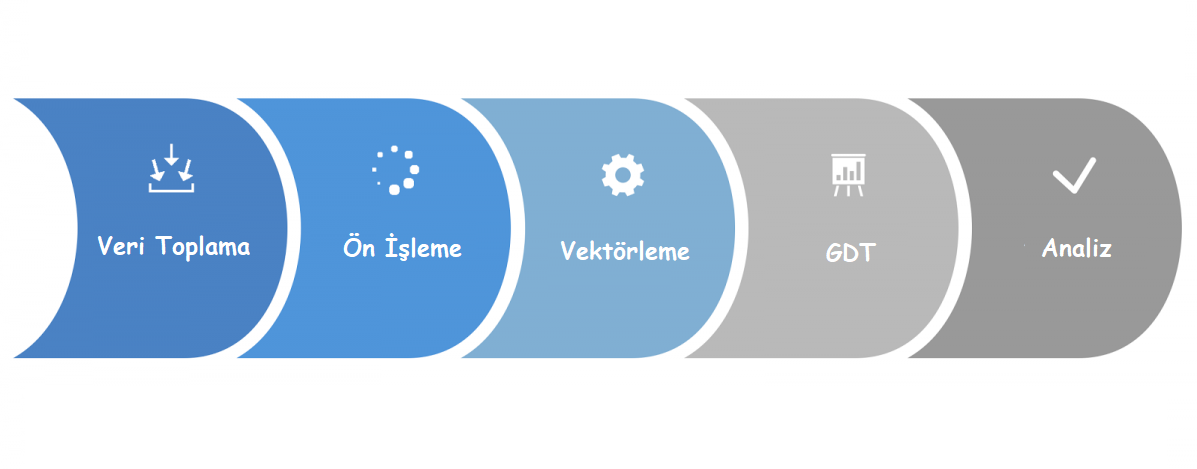 Veri Toplama
Ön İşleme
Vektörleme
GDT
Analiz